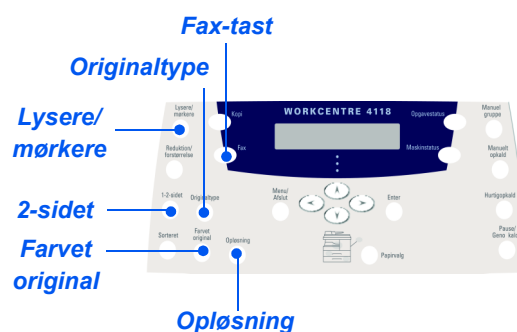 Fax-tast
Originaltype
Lysere/
mørkere
2-sidet
Farvet
original
Opløsning
WORKCENTRE 4118
Lysere/
mørkere
Kopi
Opgavestatus
Manuel
gruppe
Reduktion/
forstørrelse
Fax
Maskinstatus
Manuelt
opkald
1-2-sidet
Originaltype
Menu/
Afslut
Enter
Hurtigopkald
Sorteret
Farvet
original
Opløsning
Papirvalg
Pause/
Geno. kald